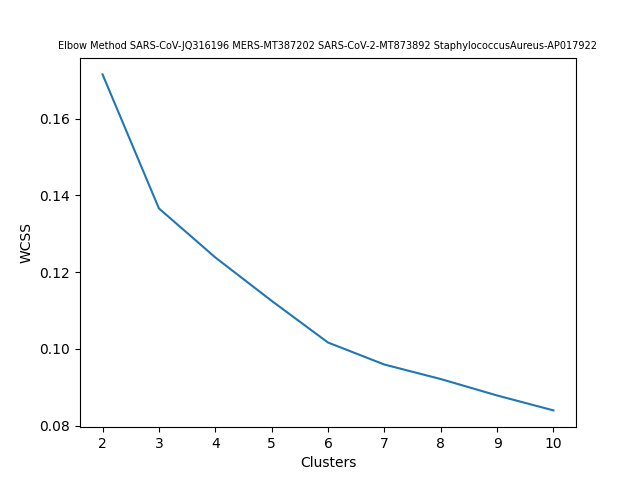 Elbow Method SARS-CoV-JQ316196 MERS-MT387202 SARS-CoV-2-MT873892 StaphylococcusAureus-AP017922
0.16
0.14
0.12
0.10
0.08
WCSS
2 3 4 5 6 7 8 9 10
Clusters